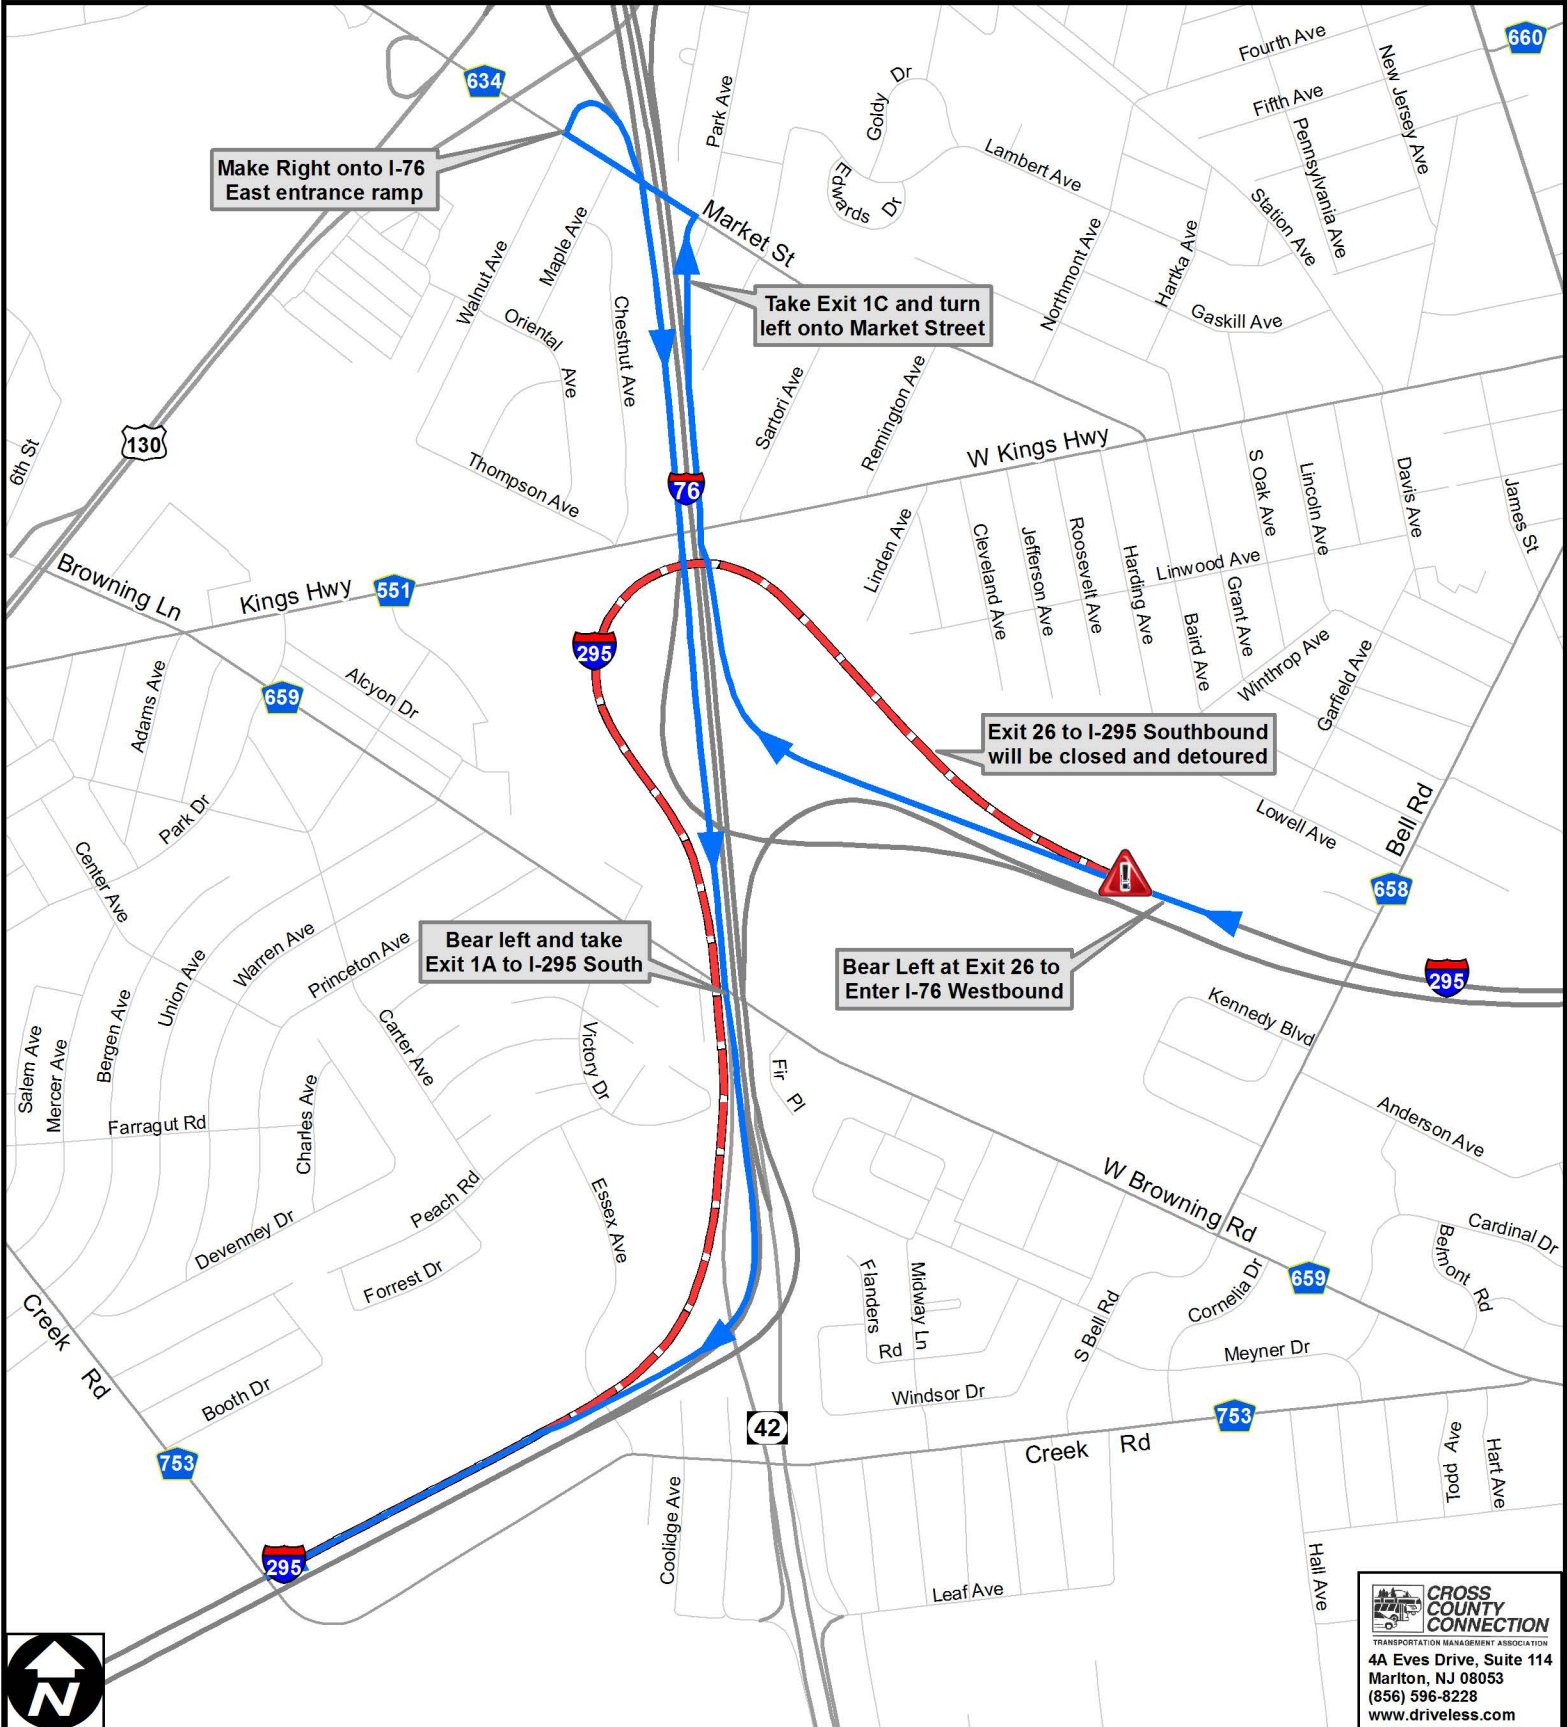 660
Fourth Ave
New Jersey Ave
634
Fifth Ave
Park Ave
Goldy Dr
Pennsylvania Ave
Lambert Ave
Make Right onto I-76
East entrance ramp
Edwards Dr
Station Ave
Market St
Walnut Ave
Maple Ave
Northmont Ave
Hartka Ave
Take Exit 1C and turn
left onto Market Street
Oriental Ave
Chestnut Ave
Gaskill Ave
Sartori Ave
Remington Ave
130
6th St
W Kings Hwy
Thompson Ave
76
S Oak Ave
Lincoln Ave
Davis Ave
James St
Linden Ave
Cleveland Ave
Jefferson Ave
Roosevelt Ave
Harding Ave
Linwood Ave
Browning Ln
Kings Hwy
551
Grant Ave
Baird Ave
295
Winthrop Ave
Garfield Ave
659
Alcyon Dr
Adams Ave
Exit 26 to I-295 Southbound
will be closed and detoured
Park Dr
Lowell Ave
Bell Rd
Center Ave
658
Bear left and take
Exit 1A to I-295 South
Warren Ave
Princeton Ave
Union Ave
Bear Left at Exit 26 to
Enter I-76 Westbound
295
Kennedy Blvd
Bergen Ave
Salem Ave
Mercer Ave
Carter Ave
Victory Dr
Fir Pl
Farragut Rd
Charles Ave
Anderson Ave
W Browning Rd
Peach Rd
Essex Ave
Devenney Dr
Cardinal Dr
Belmont Rd
Forrest Dr
Flanders Rd
Midway Ln
659
Cornelia Dr
S Bell Rd
Creek Rd
Meyner Dr
Booth Dr
Windsor Dr
753
42
Creek Rd
753
Todd Ave
Hart Ave
Coolidge Ave
295
Hall Ave
Leaf Ave
N
CROSS
COUNTY
CONNECTION
TRANSPORTATION MANAGEMENT ASSOCIATION
4A Eves Drive, Suite 114
Marlton, NJ 08053
(856) 596-8228
www.driveless.com